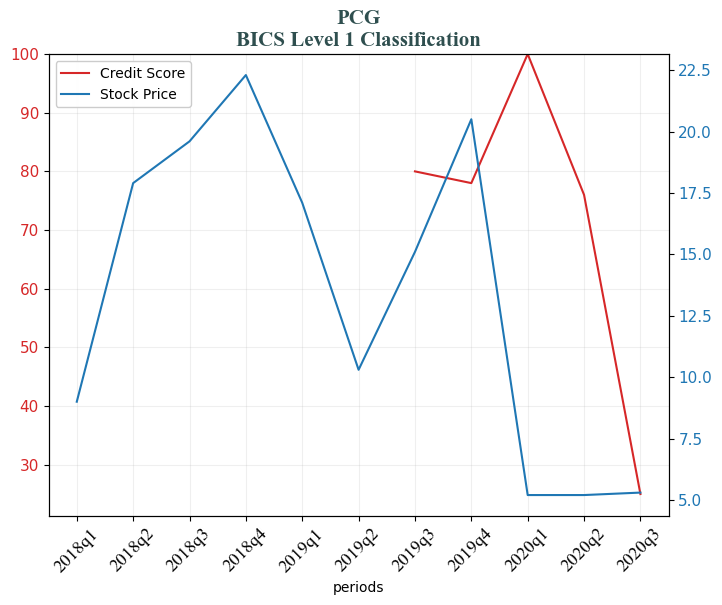 PCG
BICS Level 1 Classification
Credit Score
Stock Price
100
90
80
70
60
50
40
30
22.5
20.0
17.5
15.0
12.5
10.0
7.5
5.0
2018q1
2018q2
2018q3
2018q4
2019q1
2019q2
2019q3
2019q4
2020q1
2020q2
2020q3
periods